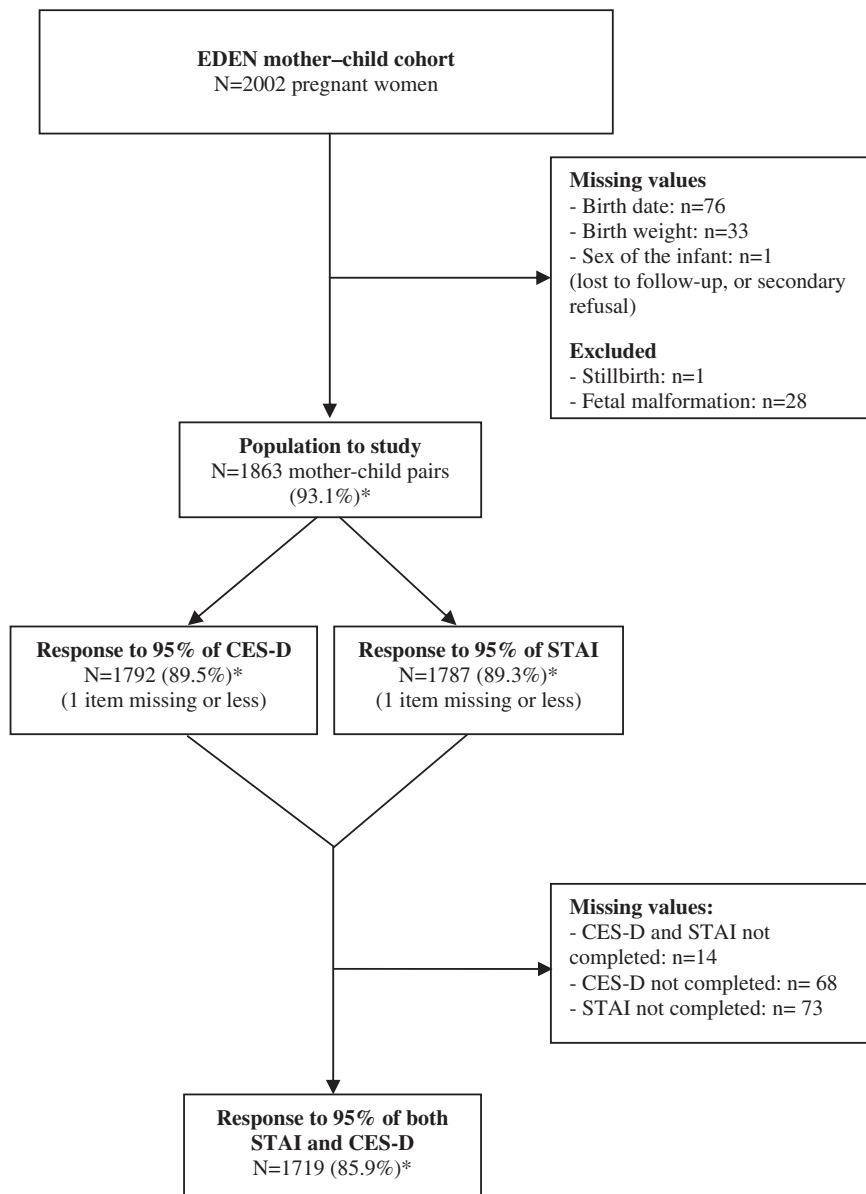 EDEN mother–child cohort
N=2002 pregnant women
Missing values
- Birth date: n=76
- Birth weight: n=33
- Sex of the infant: n=1
(lost to follow-up, or secondary
refusal)
Excluded
- Stillbirth: n=1
- Fetal malformation: n=28
Population to study
N=1863 mother-child pairs
(93.1%)*
Response to 95% of CES-D
N=1792 (89.5%)*
(1 item missing or less)
Response to 95% of STAI
N=1787 (89.3%)*
(1 item missing or less)
Missing values:
- CES-D and STAI not
completed: n=14
- CES-D not completed: n= 68
- STAI not completed: n= 73
Response to 95% of both
STAI and CES-D
N=1719 (85.9%)*